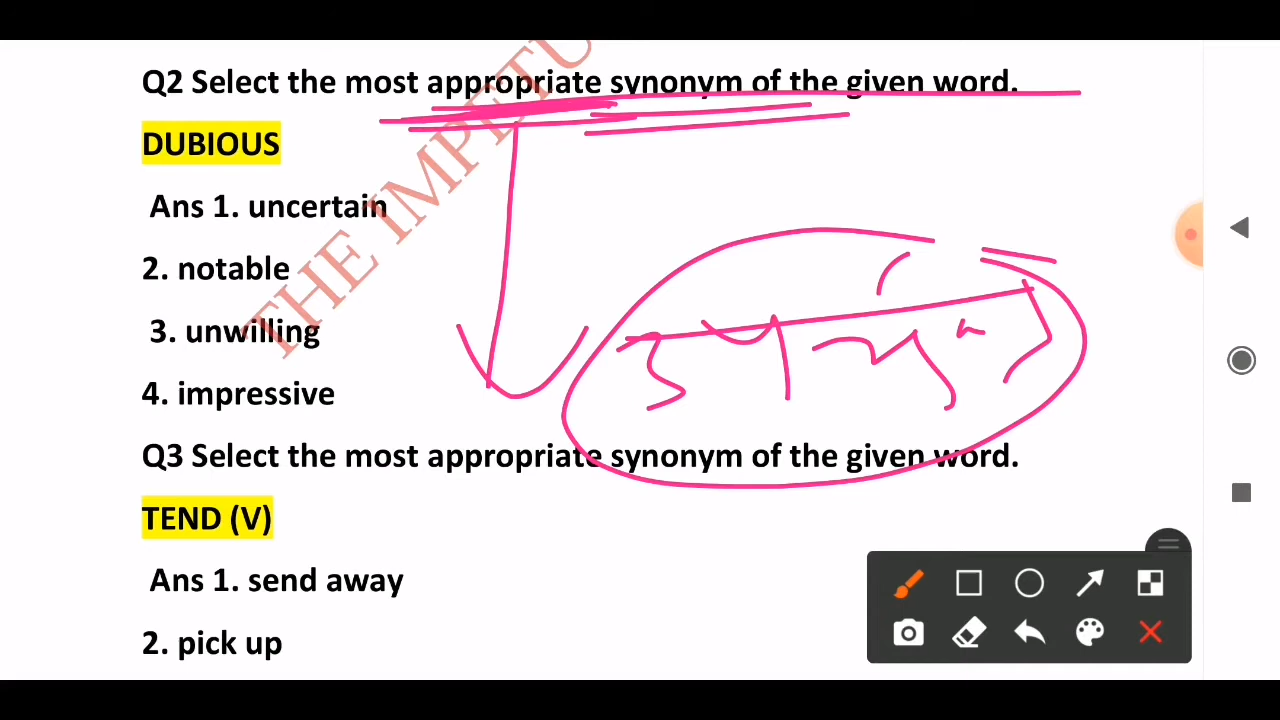 Q2 Select the most appropriate synonym of the given word.
DUBIOUS
Ans 1. uncertain
2. notable
3. unwilling
4. impressive
Q3 Select the most appropriate synonym of the given word.
TEND (V)
Ans 1. send away
2. pick up
THE IMPETU